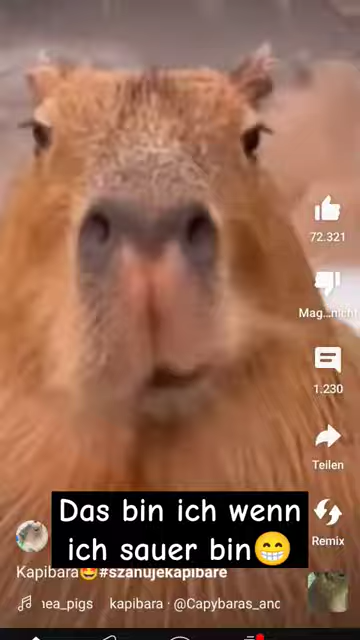 72.321
Mag...nicht
1.230
Teilen
Das bin ich wenn
ich sauer bin😁
Remix
Kapibara🤩#szanujekapibare
nea_pigs kapibara · @Capybaras_and